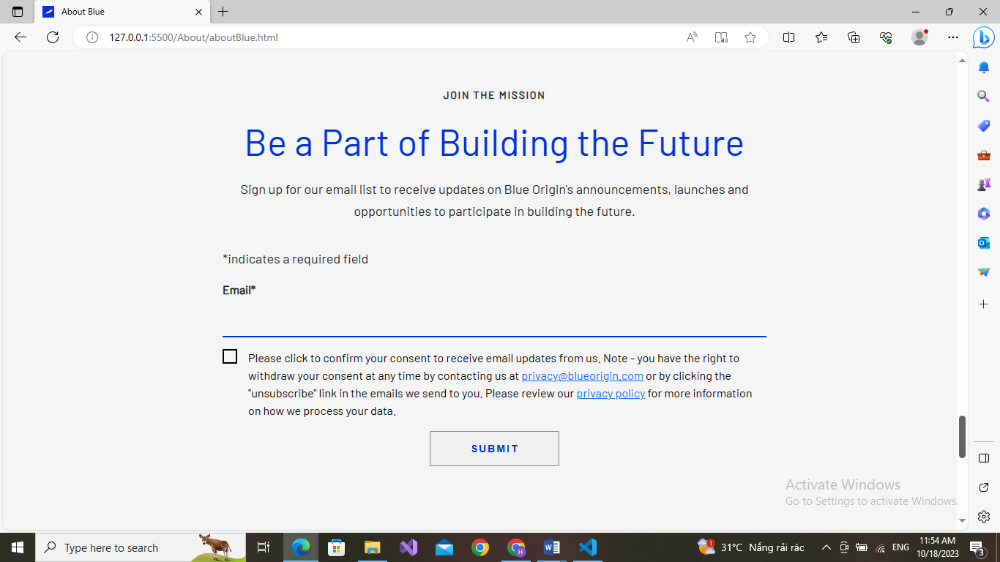 About Blue
127.0.0.1:5500/About/aboutBlue.html
JOIN THE MISSION
Be a Part of Building the Future
Sign up for our email list to receive updates on Blue Origin's announcements, launches and
opportunities to participate in building the future.
*indicates a required field
Email*
Please click to confirm your consent to receive email updates from us. Note - you have the right to
withdraw your consent at any time by contacting us at privacy@blueorigin.com or by clicking the
"unsubscribe" link in the emails we send to you. Please review our privacy policy for more information
on how we process your data.
SUBMIT
Activate Windows
Go to Settings to activate Windows.
Type here to search
1
31°C Nắng rải rác
ENG
11:54 AM
10/18/2023
3